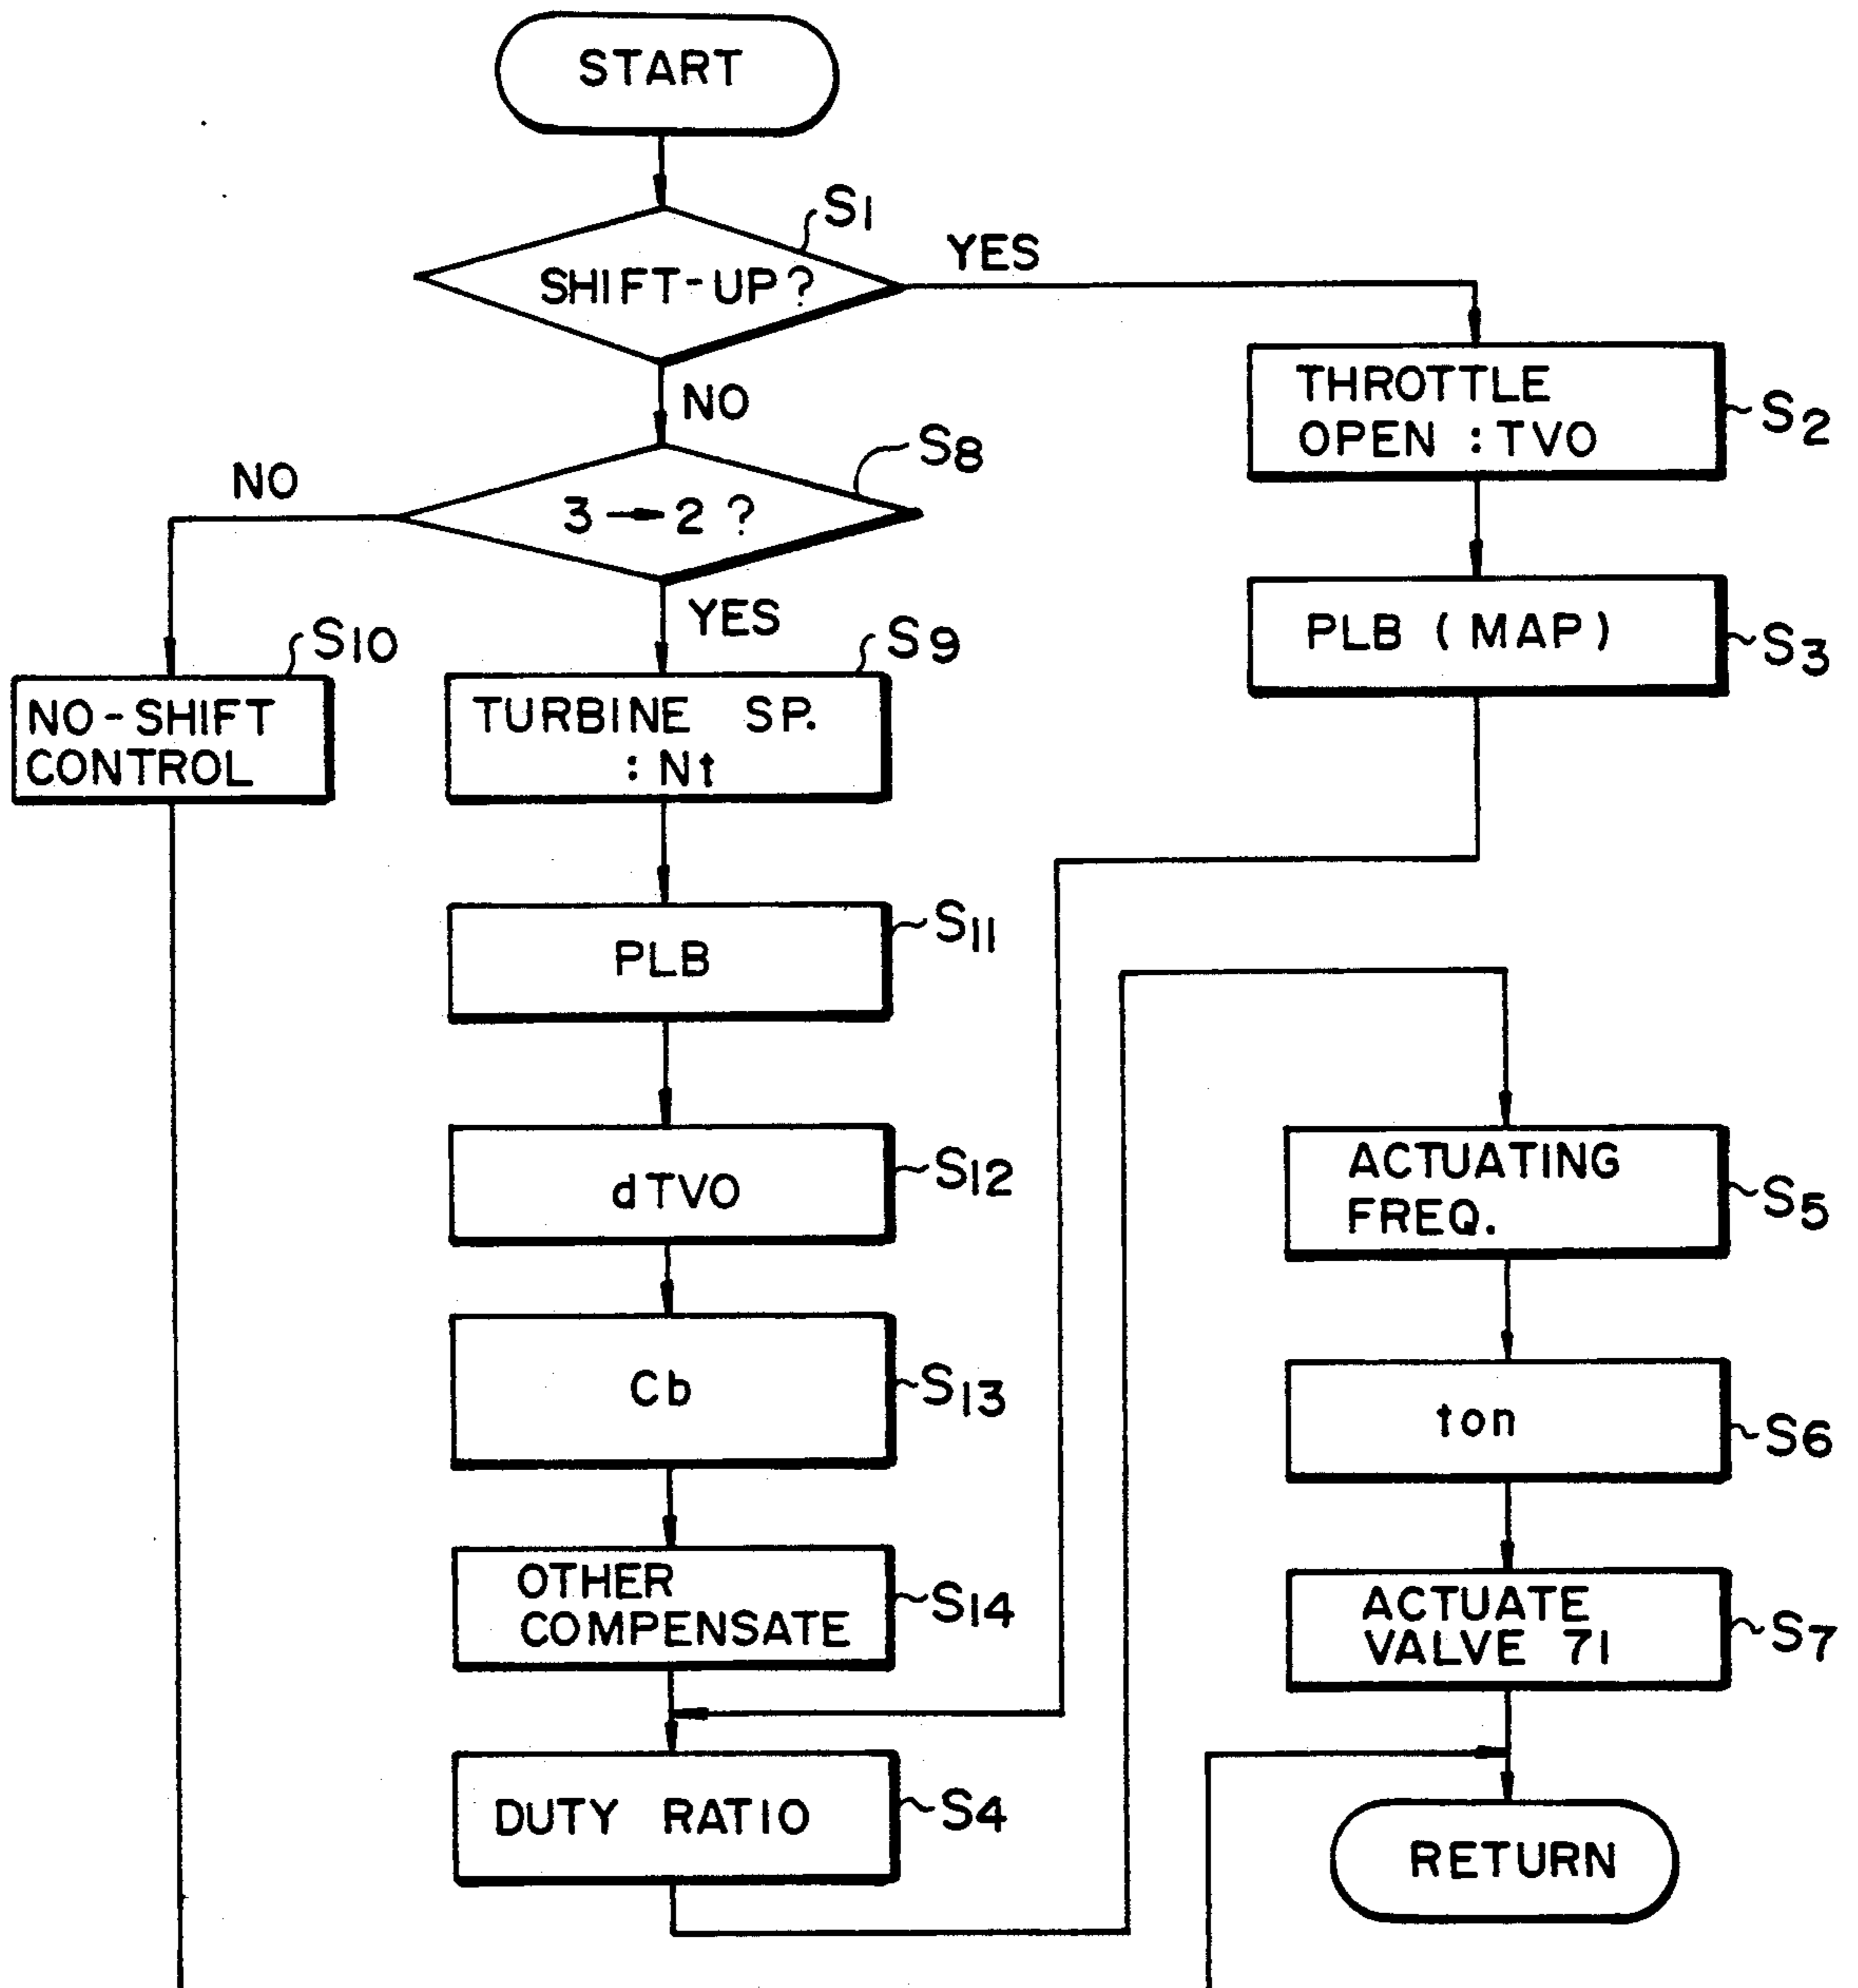 START
S1
SHIFT-UP?
YES
NO
THROTTLE
OPEN : TVO
S2
S8
NO
3→2 ?
YES
PLB ( MAP )
S3
S10
NO-SHIFT
CONTROL
S9
TURBINE SP.
: Nt
PLB
S11
dTVO
S12
ACTUATING
FREQ.
S5
Cb
S13
ton
S6
OTHER
COMPENSATE
S14
ACTUATE
VALVE 71
S7
DUTY RATIO
S4
RETURN